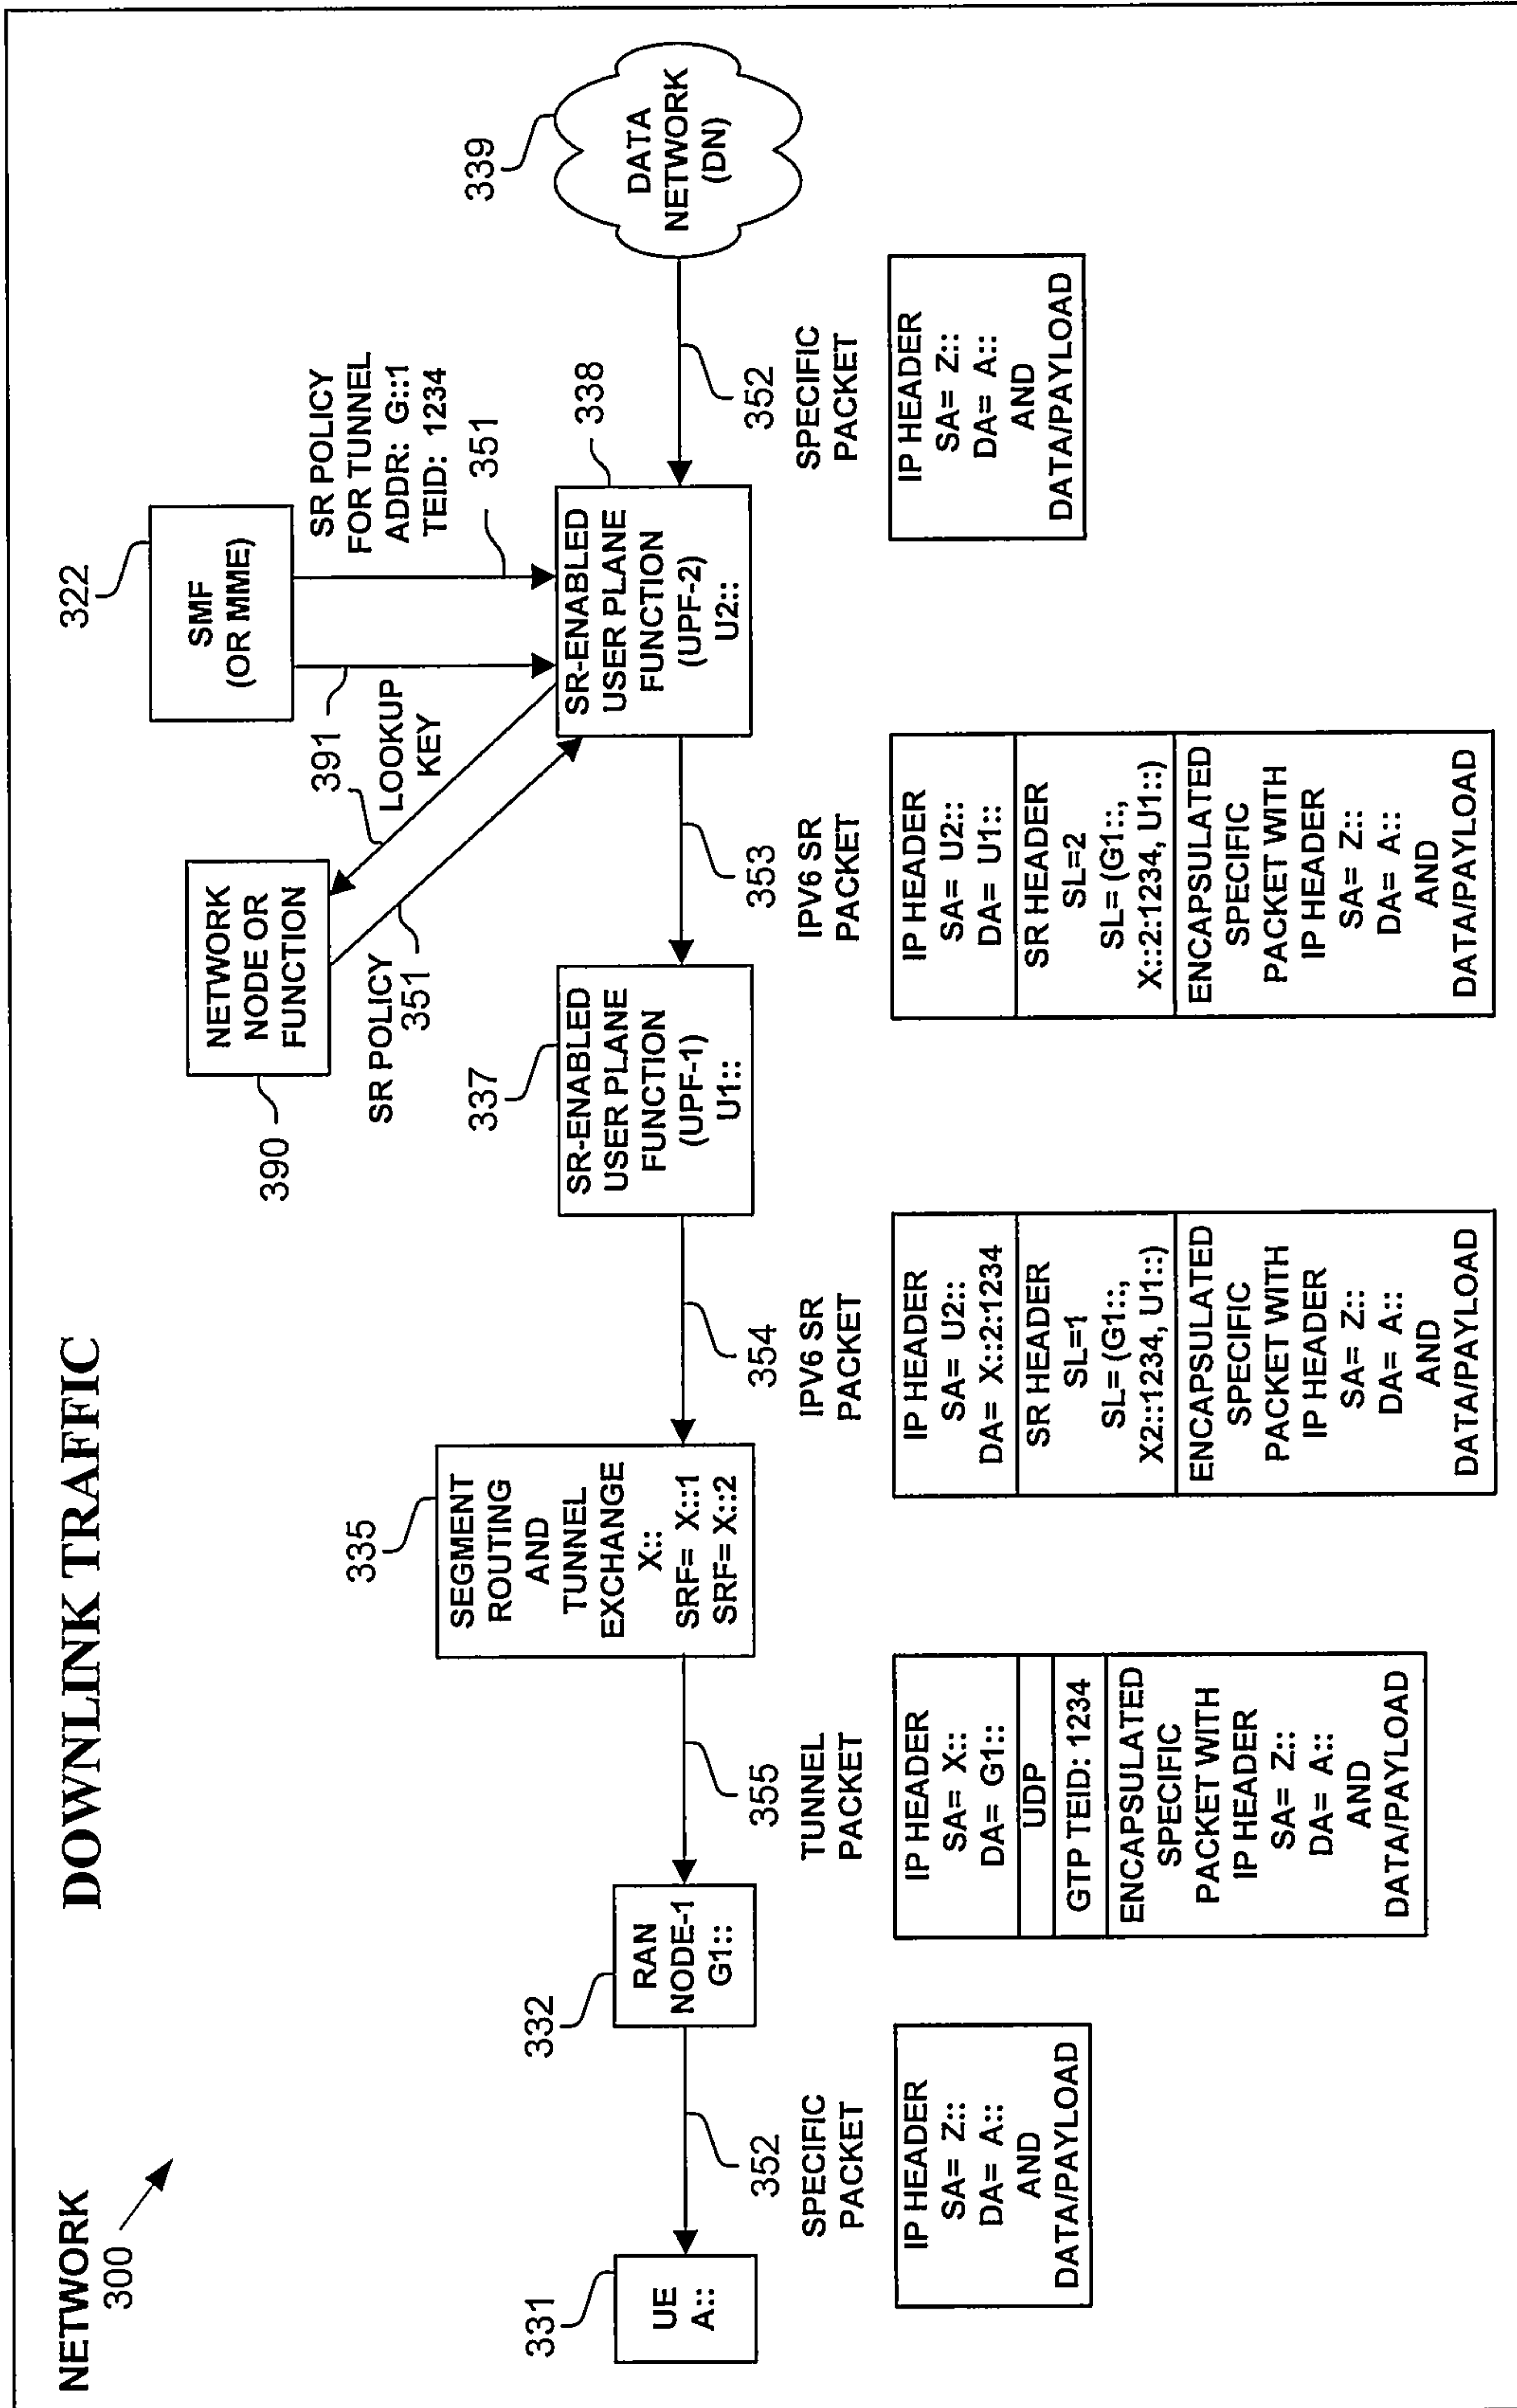 DOWNLINK TRAFFIC
NETWORK
300
322
SMF
(OR MME)
SR POLICY
FOR TUNNEL
ADDR: G::1
TEID: 1234
351
391
LOOKUP
KEY
NETWORK
NODE OR
FUNCTION
390
SR POLICY
351
331
UE
A::
352
SPECIFIC
PACKET
332
RAN
NODE-1
G1::
355
TUNNEL
PACKET
335
SEGMENT
ROUTING
AND
TUNNEL
EXCHANGE
X::
SRF= X::1
SRF= X::2
354
IPV6 SR
PACKET
337
SR-ENABLED
USER PLANE
FUNCTION
(UPF-1)
U1::
353
IPV6 SR
PACKET
338
SR-ENABLED
USER PLANE
FUNCTION
(UPF-2)
U2::
352
SPECIFIC
PACKET
339
DATA
NETWORK
(DN)
IP HEADER
SA= Z::
DA= A::
AND
DATA/PAYLOAD
IP HEADER
SA= X::
DA= G1::
UDP
GTP TEID: 1234
ENCAPSULATED
SPECIFIC
PACKET WITH
IP HEADER
SA= Z::
DA= A::
AND
DATA/PAYLOAD
IP HEADER
SA= U2::
DA= X::2:1234
SR HEADER
SL=1
SL= (G1::,
X2::1234, U1::)
ENCAPSULATED
SPECIFIC
PACKET WITH
IP HEADER
SA= Z::
DA= A::
AND
DATA/PAYLOAD
IP HEADER
SA= U2::
DA= U1::
SR HEADER
SL=2
SL= (G1::,
X::2:1234, U1::)
ENCAPSULATED
SPECIFIC
PACKET WITH
IP HEADER
SA= Z::
DA= A::
AND
DATA/PAYLOAD
IP HEADER
SA= Z::
DA= A::
AND
DATA/PAYLOAD